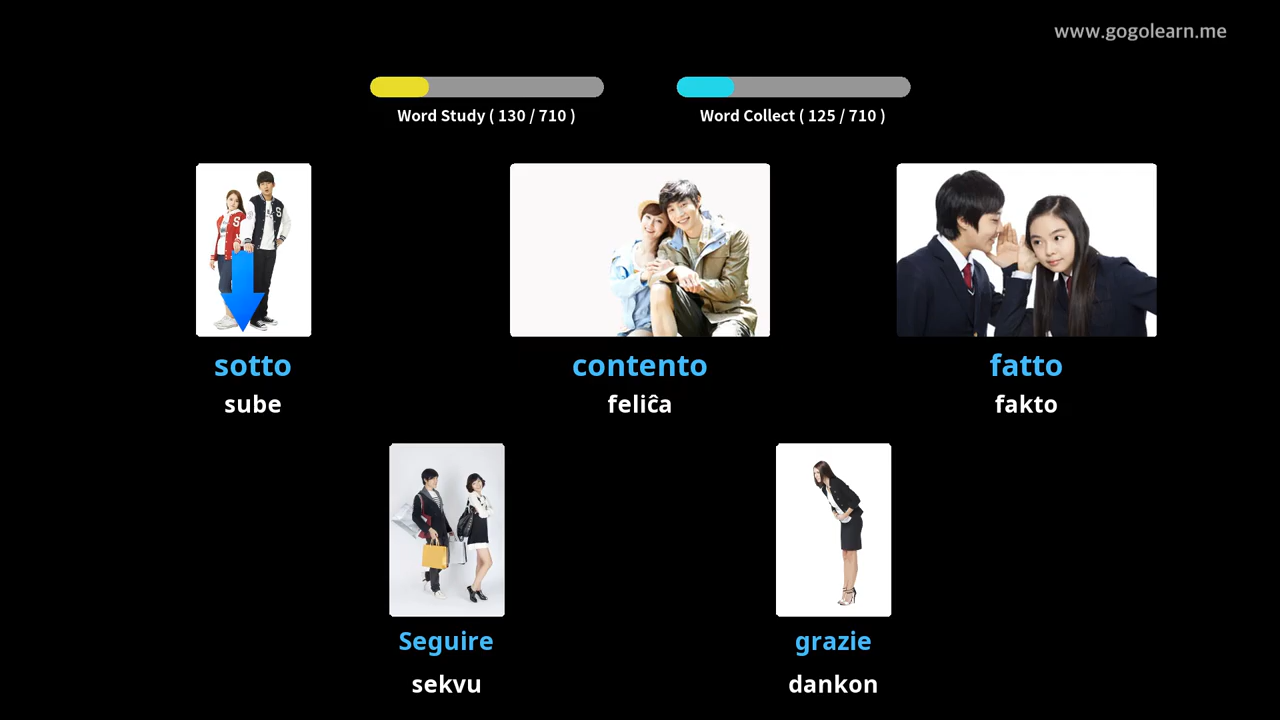 www.gogolearn.me
Word Study ( 130 / 710 )
Word Collect ( 125 / 710 )
sotto
sube
contento
feliĉa
fatto
fakto
Seguire
sekvu
grazie
dankon